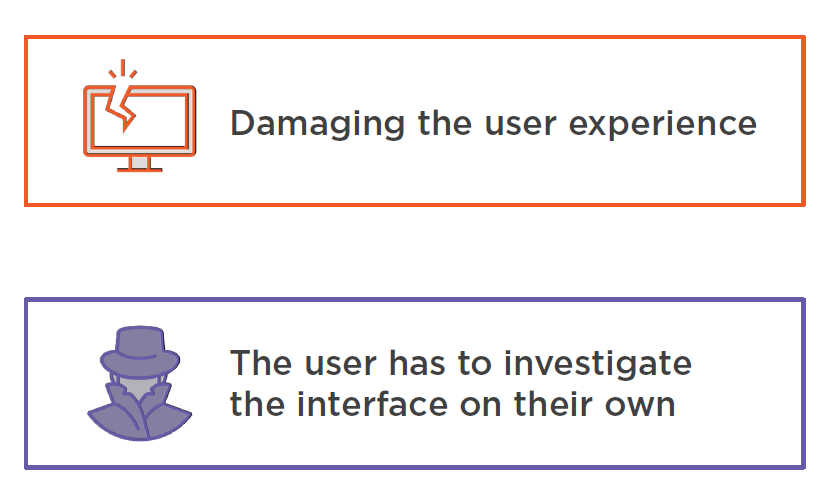 Damaging the user experience
The user has to investigate
the interface on their own